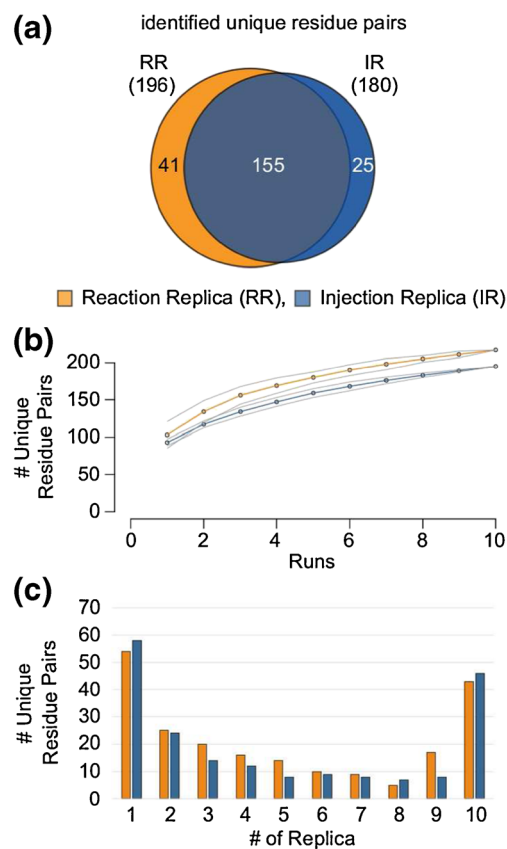 (a)
identified unique residue pairs
RR
(196)
IR
(180)
41
155
25
Reaction Replica (RR), Injection Replica (IR)
(b)
# Unique
Residue Pairs
200
150
100
50
0
0 2 4 6 8 10
Runs
(c)
# Unique
Residue Pairs
70
60
50
40
30
20
10
0
1 2 3 4 5 6 7 8 9 10
# of Replica